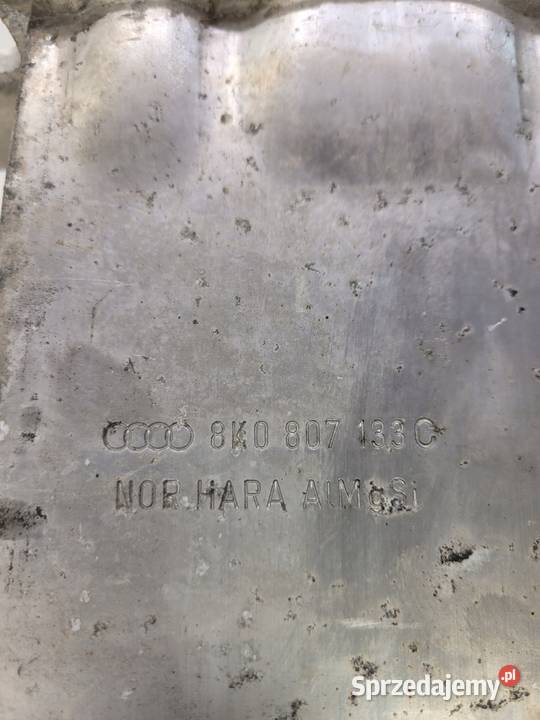 8K0 807 133 C
NOR.HARA AlMgSi
Sprzedajemy.pl